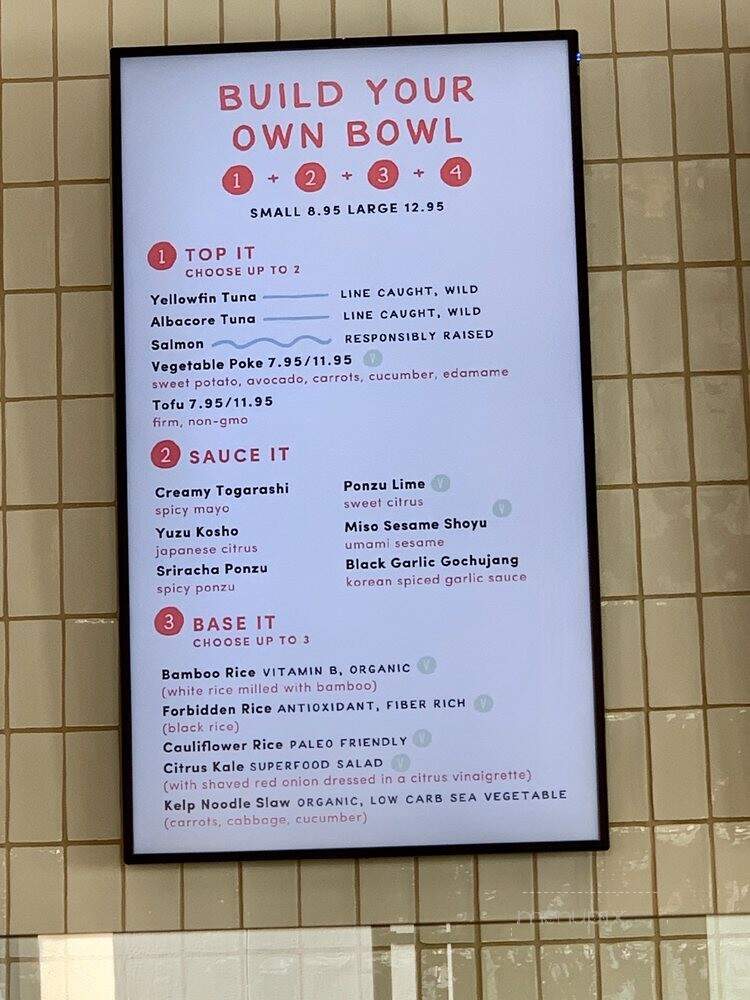 BUILD YOUR
OWN BOWL
1 + 2 + 3 + 4
SMALL 8.95 LARGE 12.95
1 TOP IT
CHOOSE UP TO 2
Yellowfin Tuna LINE CAUGHT, WILD
Albacore Tuna LINE CAUGHT, WILD
Salmon RESPONSIBLY RAISED
Vegetable Poke 7.95/11.95 V
sweet potato, avocado, carrots, cucumber, edamame
Tofu 7.95/11.95
firm, non-gmo
2 SAUCE IT
Creamy Togarashi
spicy mayo
Yuzu Kosho
japanese citrus
Sriracha Ponzu
spicy ponzu
Ponzu Lime V
sweet citrus
Miso Sesame Shoyu V
umami sesame
Black Garlic Gochujang
korean spiced garlic sauce
3 BASE IT
CHOOSE UP TO 3
Bamboo Rice VITAMIN B, ORGANIC V
(white rice milled with bamboo)
Forbidden Rice ANTIOXIDANT, FIBER RICH V
(black rice)
Cauliflower Rice PALEO FRIENDLY V
Citrus Kale SUPERFOOD SALAD V
(with shaved red onion dressed in a citrus vinaigrette)
Kelp Noodle Slaw ORGANIC, LOW CARB SEA VEGETABLE
(carrots, cabbage, cucumber)